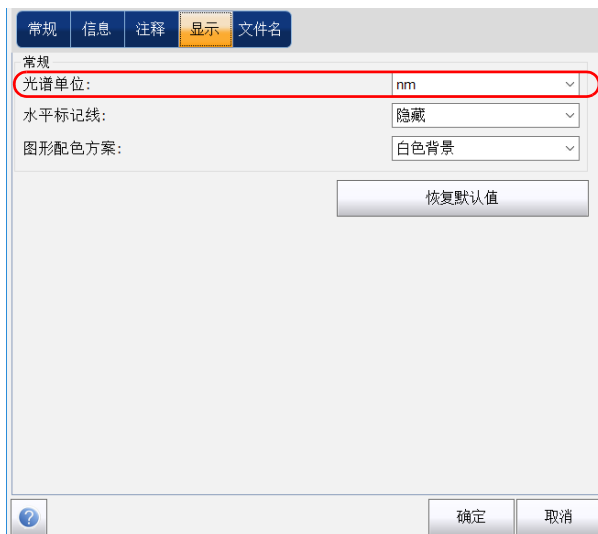 常规 信息 注释 显示 文件名
常规
光谱单位: nm
水平标记线: 隐藏
图形配色方案: 白色背景
恢复默认值
? 确定 取消